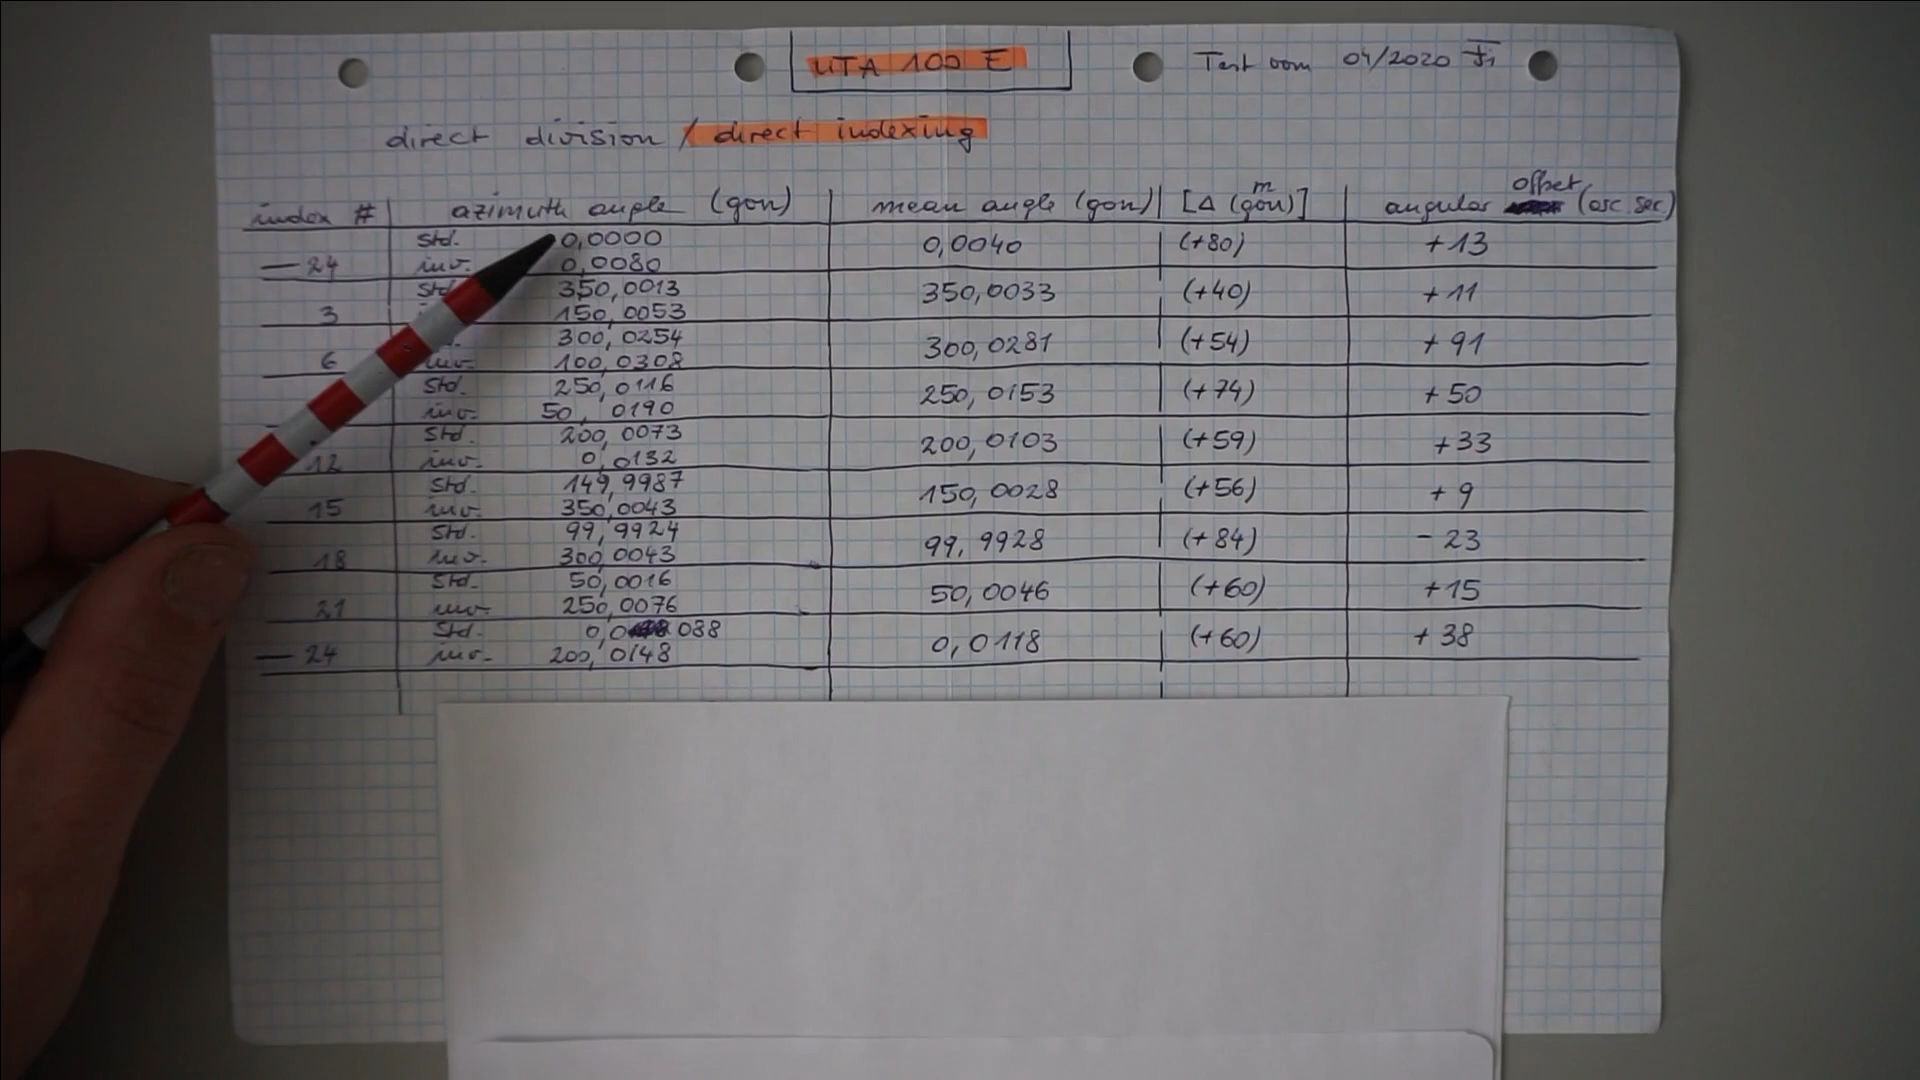 UTA 100 E
Test vom 04/2020
direct division / direct indexing
index # azimuth angle (gon) mean angle (gon) [Δ (mgon)] angular offset (arc sec)
std. 0,0000 0,0040 (+80) +13
— 24 inv. 0,0080
std. 350,0013 350,0033 (+40) +11
3 150,0053
300,0254 300,0281 (+54) +91
6 inv. 100,0308
std. 250,0116 250,0153 (+74) +50
inv. 50,0190
std. 200,0073 200,0103 (+59) +33
12 inv. 0,0132
std. 149,9987 150,0028 (+56) +9
15 inv. 350,0043
std. 99,9924 99,9928 (+84) -23
18 inv. 300,0043
std. 50,0016 50,0046 (+60) +15
21 inv. 250,0076
std. 0,0088 0,0118 (+60) +38
— 24 inv. 200,0148